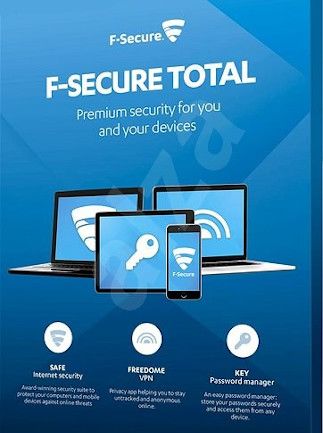 F-Secure.
F-SECURE TOTAL
Premium security for you
and your devices
F-Secure
SAFE
Internet security
Award-winning security suite to
protect your computers and mobile
devices against online threats
FREEDOME
VPN
Privacy app helping you to stay
untracked and anonymous
online.
KEY
Password manager
An easy password manager:
store your passwords securely
and access them from any
device.
alza